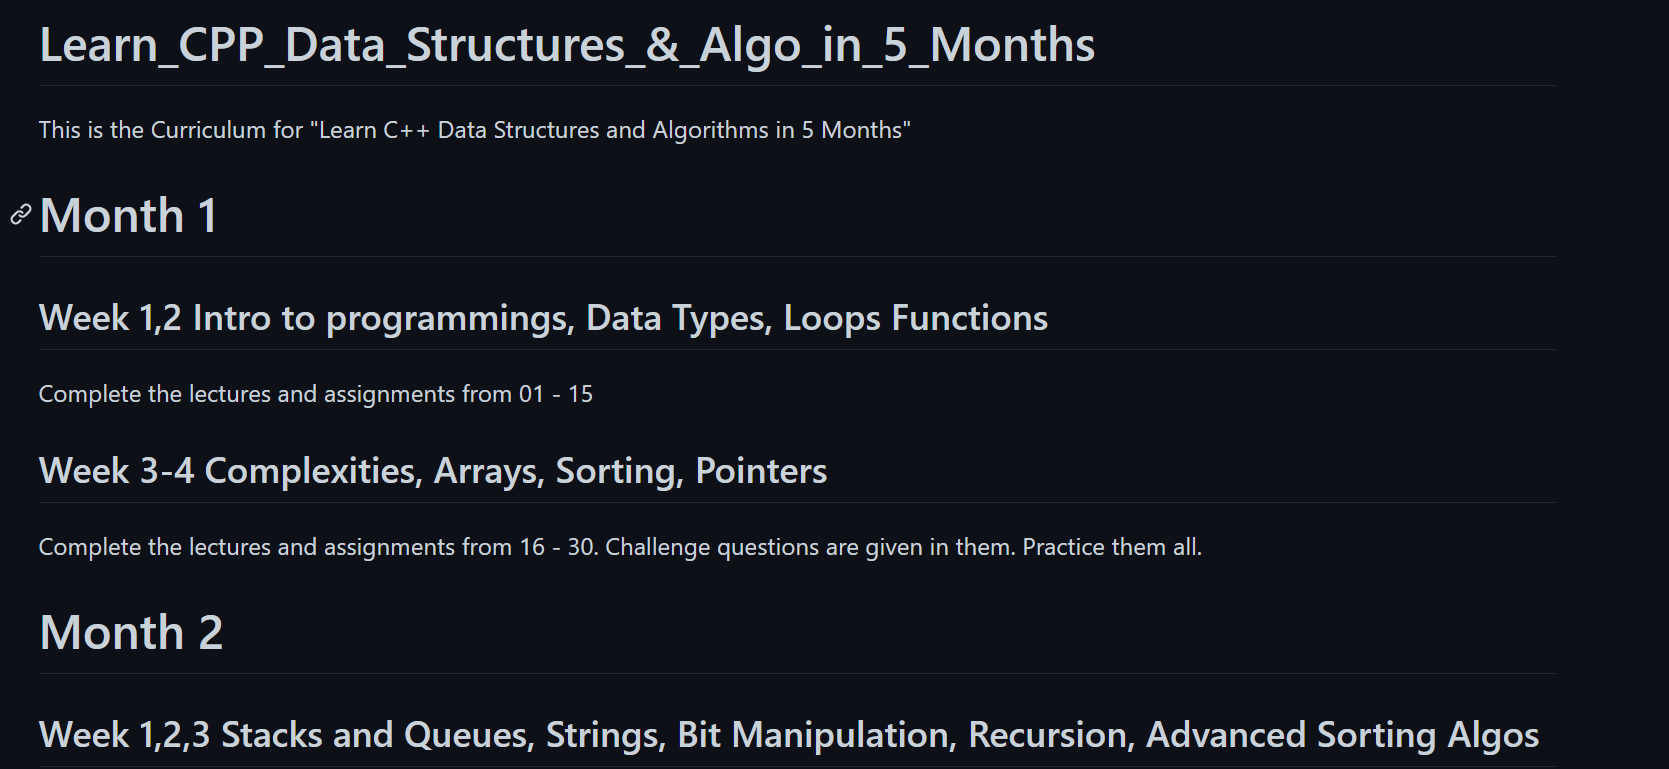 Learn_CPP_Data_Structures_&_Algo_in_5_Months
This is the Curriculum for "Learn C++ Data Structures and Algorithms in 5 Months"
Month 1
Week 1,2 Intro to programmings, Data Types, Loops Functions
Complete the lectures and assignments from 01 - 15
Week 3-4 Complexities, Arrays, Sorting, Pointers
Complete the lectures and assignments from 16 - 30. Challenge questions are given in them. Practice them all.
Month 2
Week 1,2,3 Stacks and Queues, Strings, Bit Manipulation, Recursion, Advanced Sorting Algos